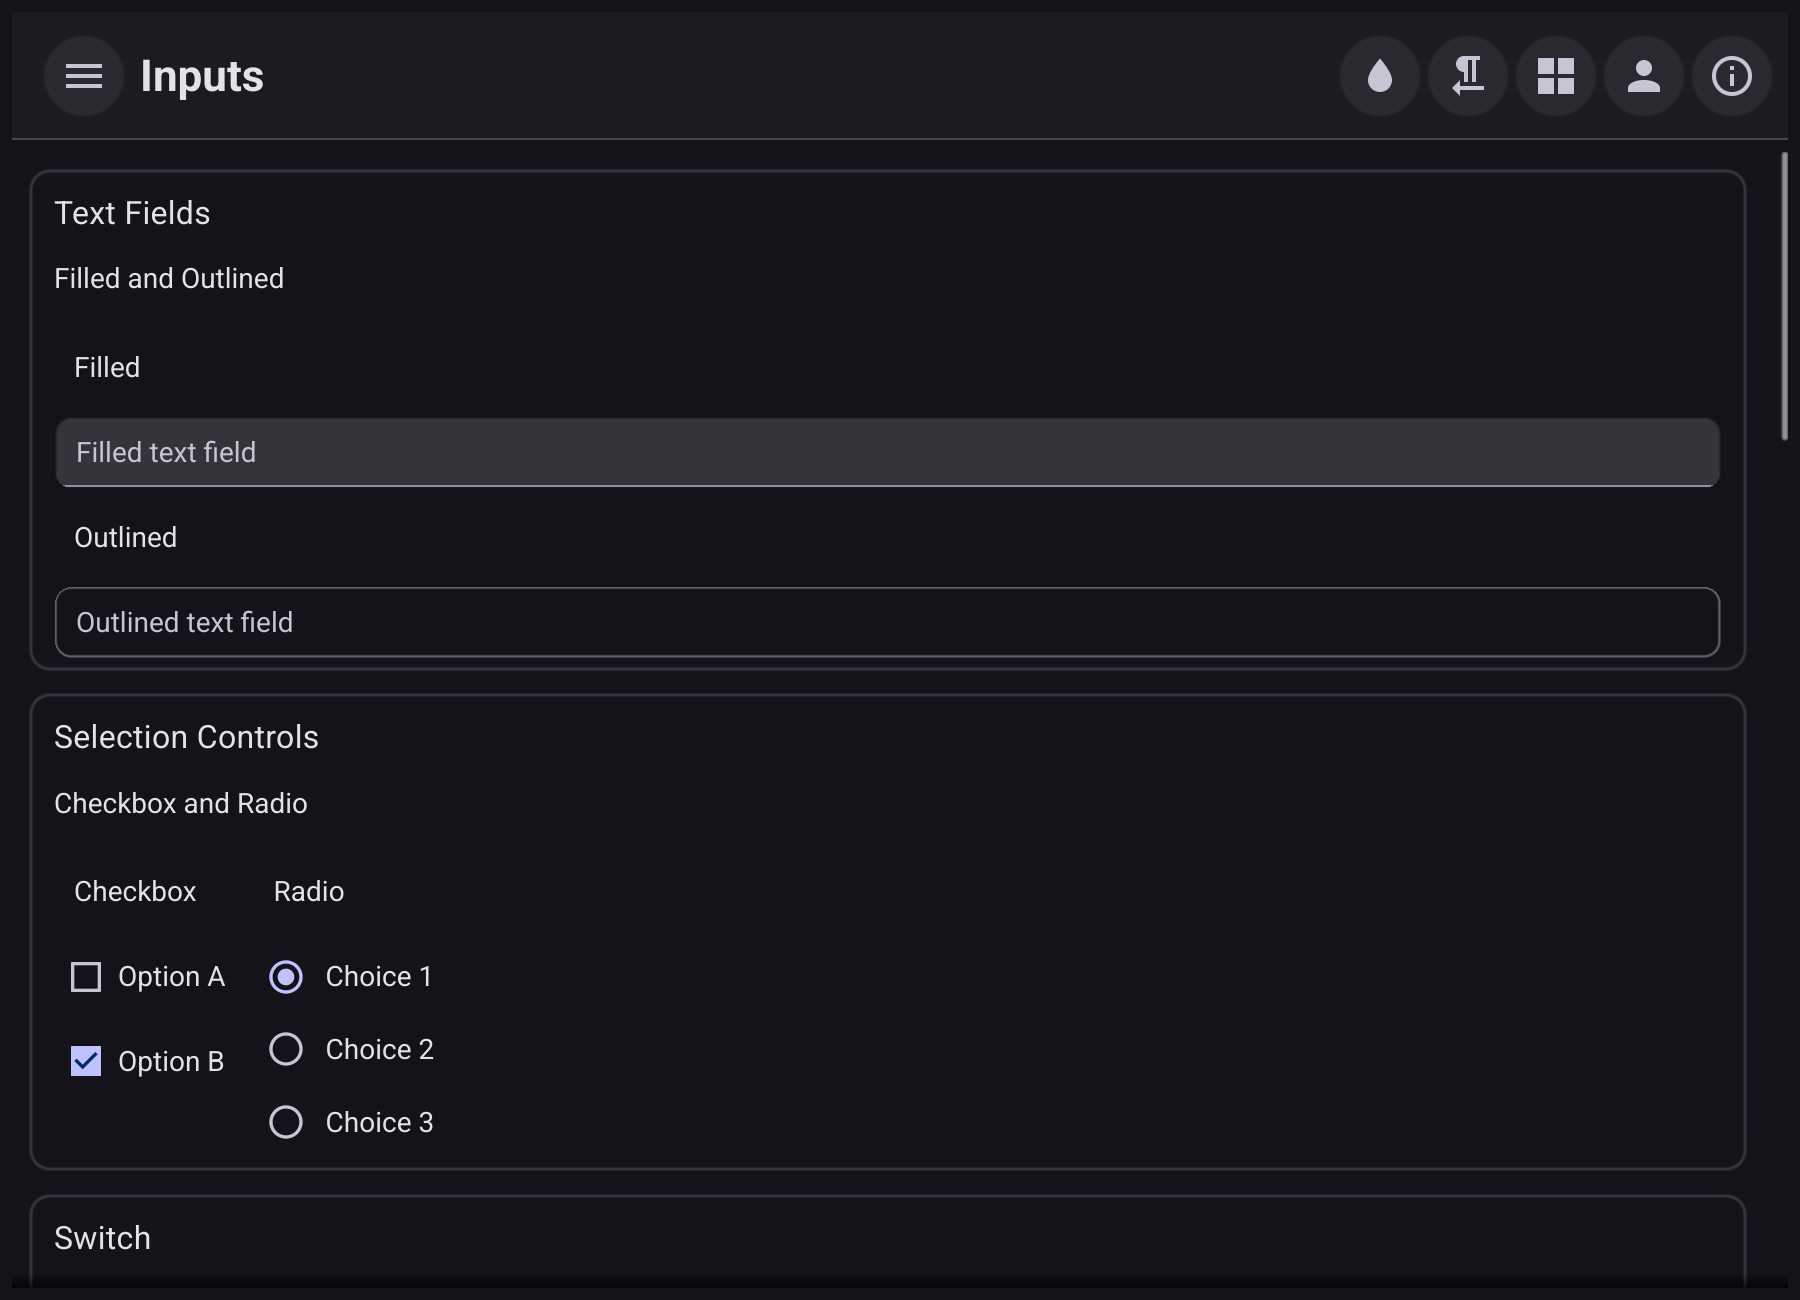 Inputs
Text Fields
Filled and Outlined
Filled
Filled text field
Outlined
Outlined text field
Selection Controls
Checkbox and Radio
Checkbox Radio
Option A Choice 1
Option B Choice 2
Choice 3
Switch